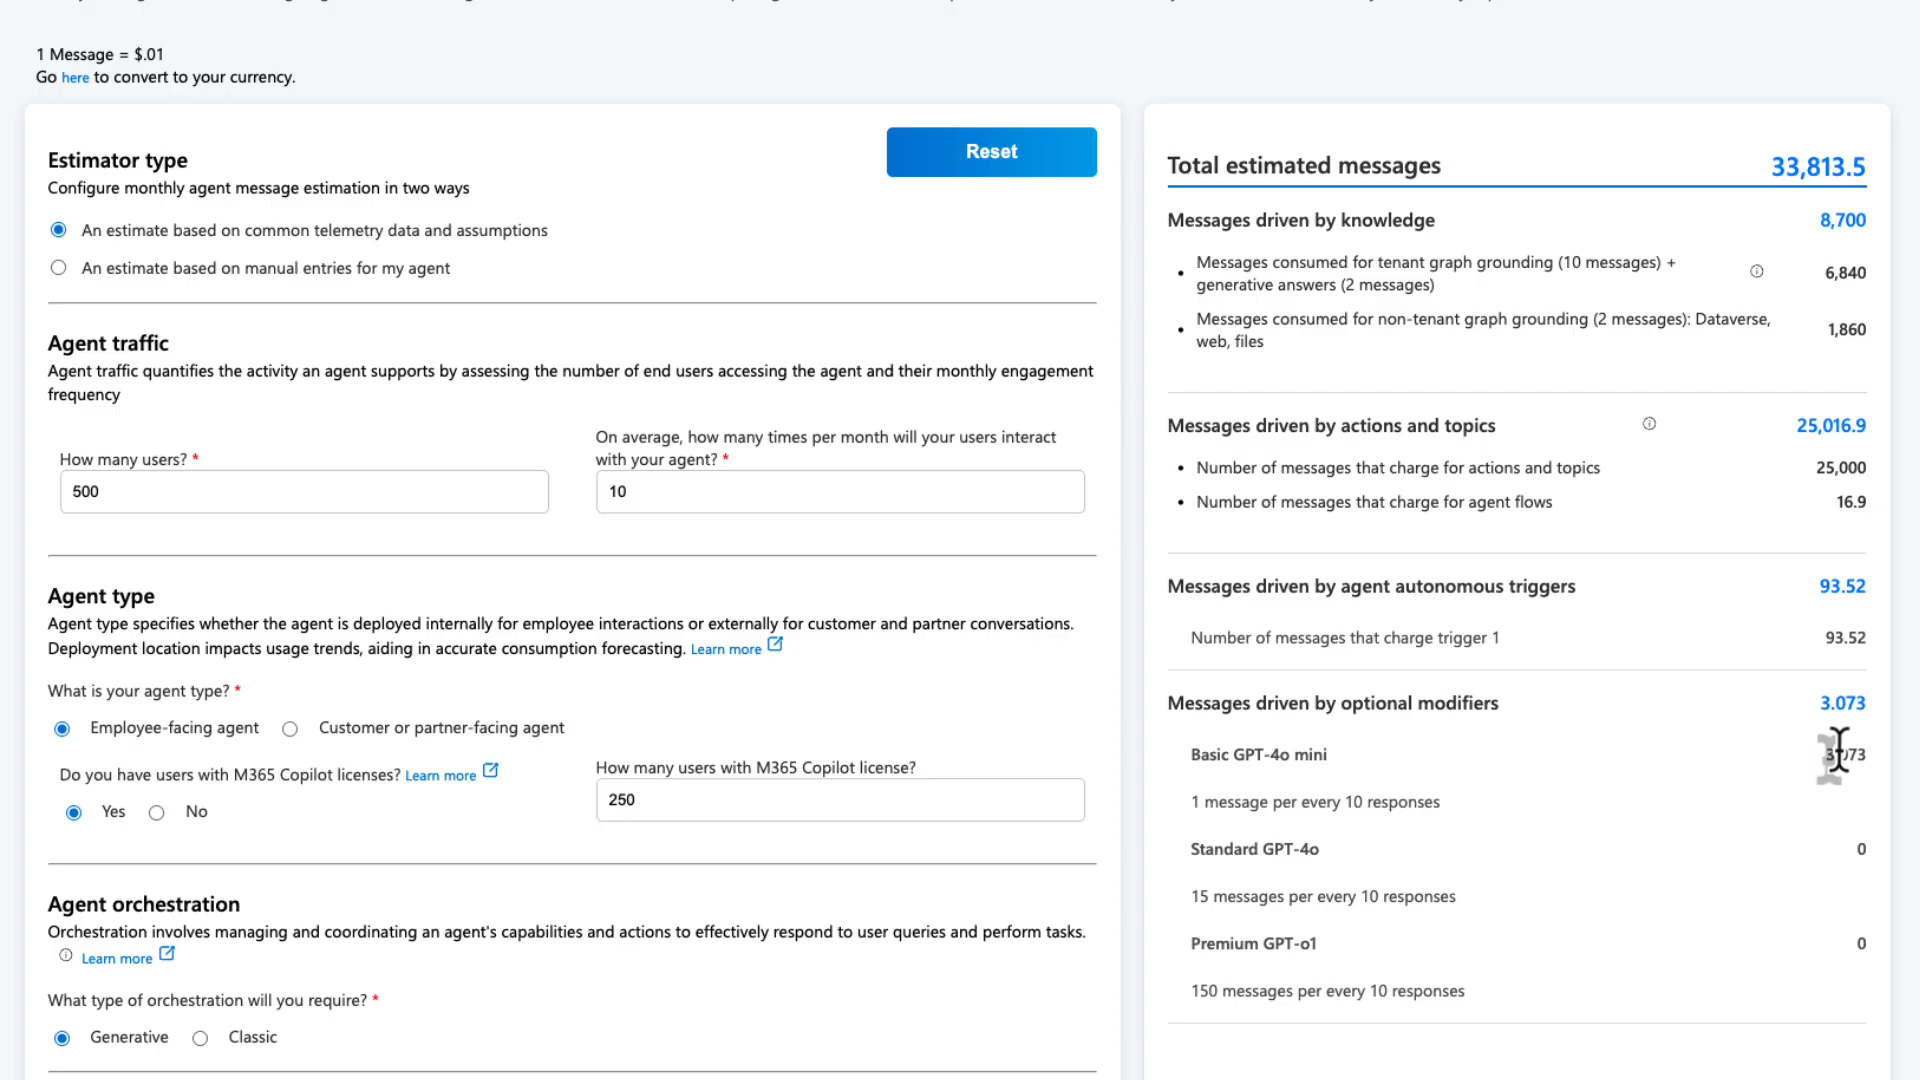 1 Message = $.01
Go here to convert to your currency.
Estimator type
Configure monthly agent message estimation in two ways
Reset
An estimate based on common telemetry data and assumptions
An estimate based on manual entries for my agent
Agent traffic
Agent traffic quantifies the activity an agent supports by assessing the number of end users accessing the agent and their monthly engagement
frequency
How many users? *
500
On average, how many times per month will your users interact
with your agent? *
10
Agent type
Agent type specifies whether the agent is deployed internally for employee interactions or externally for customer and partner conversations.
Deployment location impacts usage trends, aiding in accurate consumption forecasting. Learn more
What is your agent type? *
Employee-facing agent
Customer or partner-facing agent
Do you have users with M365 Copilot licenses? Learn more
Yes
No
How many users with M365 Copilot license?
250
Agent orchestration
Orchestration involves managing and coordinating an agent's capabilities and actions to effectively respond to user queries and perform tasks.
Learn more
What type of orchestration will you require? *
Generative
Classic
Total estimated messages 33,813.5
Messages driven by knowledge 8,700
Messages consumed for tenant graph grounding (10 messages) +
generative answers (2 messages)
6,840
Messages consumed for non-tenant graph grounding (2 messages): Dataverse,
web, files
1,860
Messages driven by actions and topics 25,016.9
Number of messages that charge for actions and topics 25,000
Number of messages that charge for agent flows 16.9
Messages driven by agent autonomous triggers 93.52
Number of messages that charge trigger 1 93.52
Messages driven by optional modifiers 3.073
Basic GPT-4o mini
1 message per every 10 responses
Standard GPT-4o 0
15 messages per every 10 responses
Premium GPT-o1 0
150 messages per every 10 responses